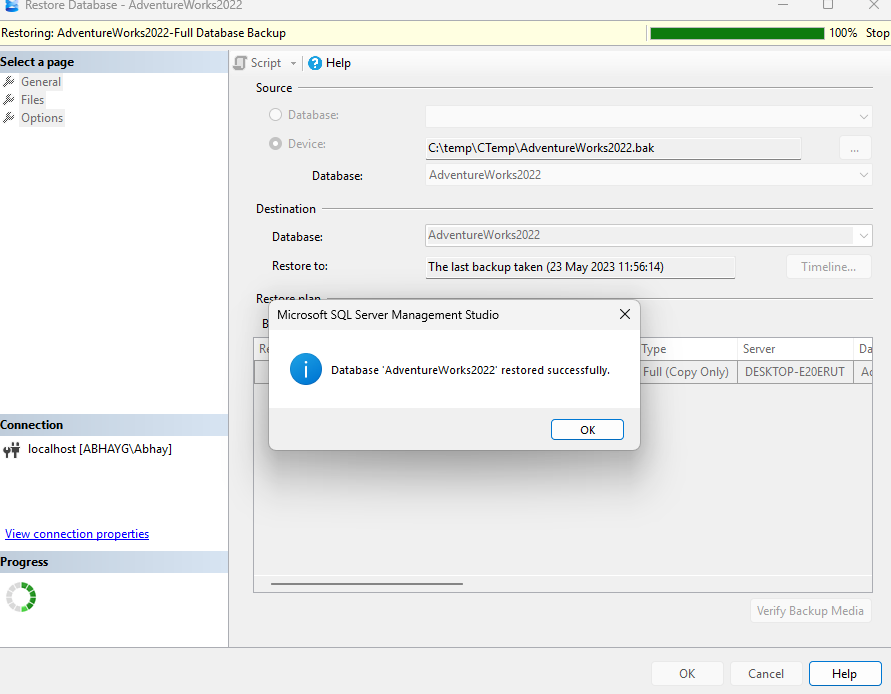 Restore Database - AdventureWorks2022
Restoring: AdventureWorks2022-Full Database Backup
100% Stop
Select a page
General
Files
Options
Script
Help
Source
Database:
Device:
C:\temp\CTemp\AdventureWorks2022.bak
...
Database:
AdventureWorks2022
Destination
Database:
AdventureWorks2022
Restore to:
The last backup taken (23 May 2023 11:56:14)
Timeline...
Restore plan
Microsoft SQL Server Management Studio
Database 'AdventureWorks2022' restored successfully.
OK
Type Server
Full (Copy Only) DESKTOP-E20ERUT
Connection
localhost [ABHAYG\Abhay]
View connection properties
Progress
Verify Backup Media
OK Cancel Help